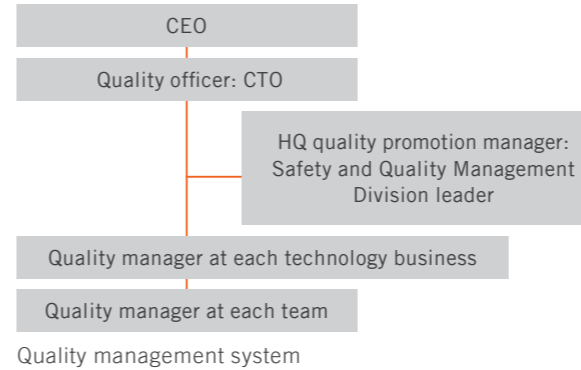 CEO
Quality officer: CTO
HQ quality promotion manager:
Safety and Quality Management
Division leader
Quality manager at each technology business
Quality manager at each team
Quality management system